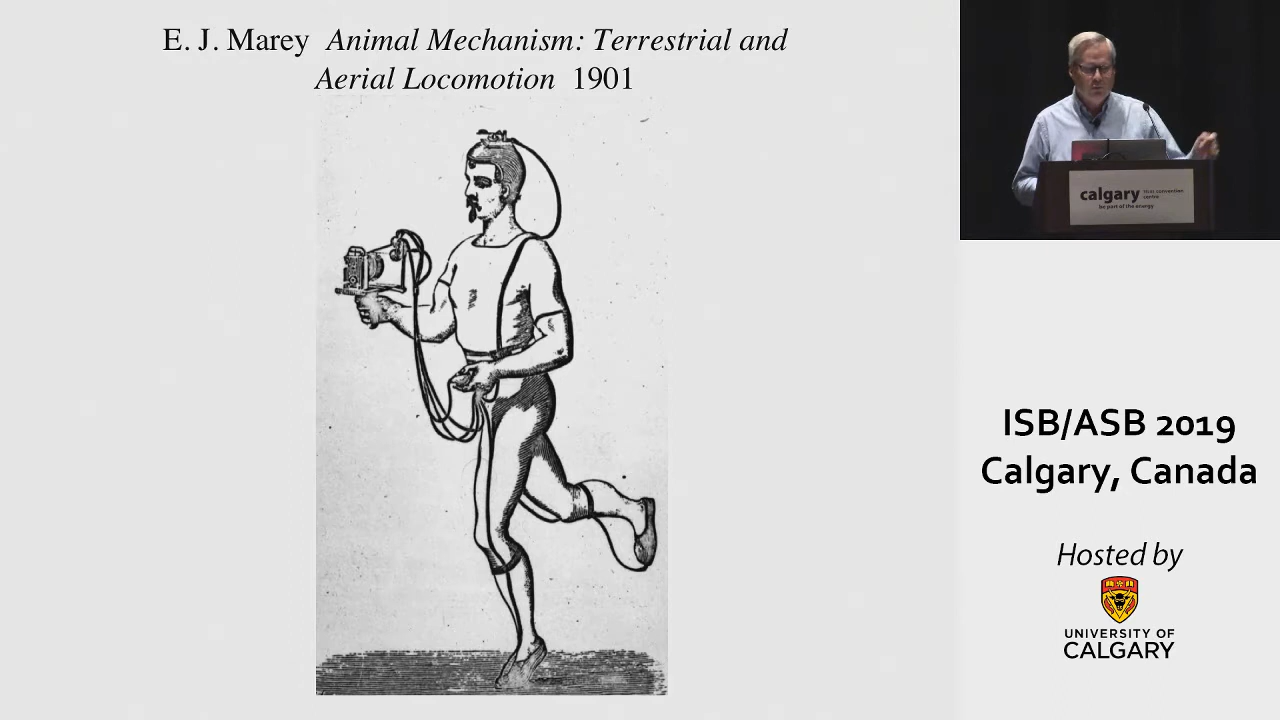 E. J. Marey Animal Mechanism: Terrestrial and
Aerial Locomotion 1901
calgary
be part of the energy
ISB/ASB 2019
Calgary, Canada
Hosted by
UNIVERSITY OF
CALGARY